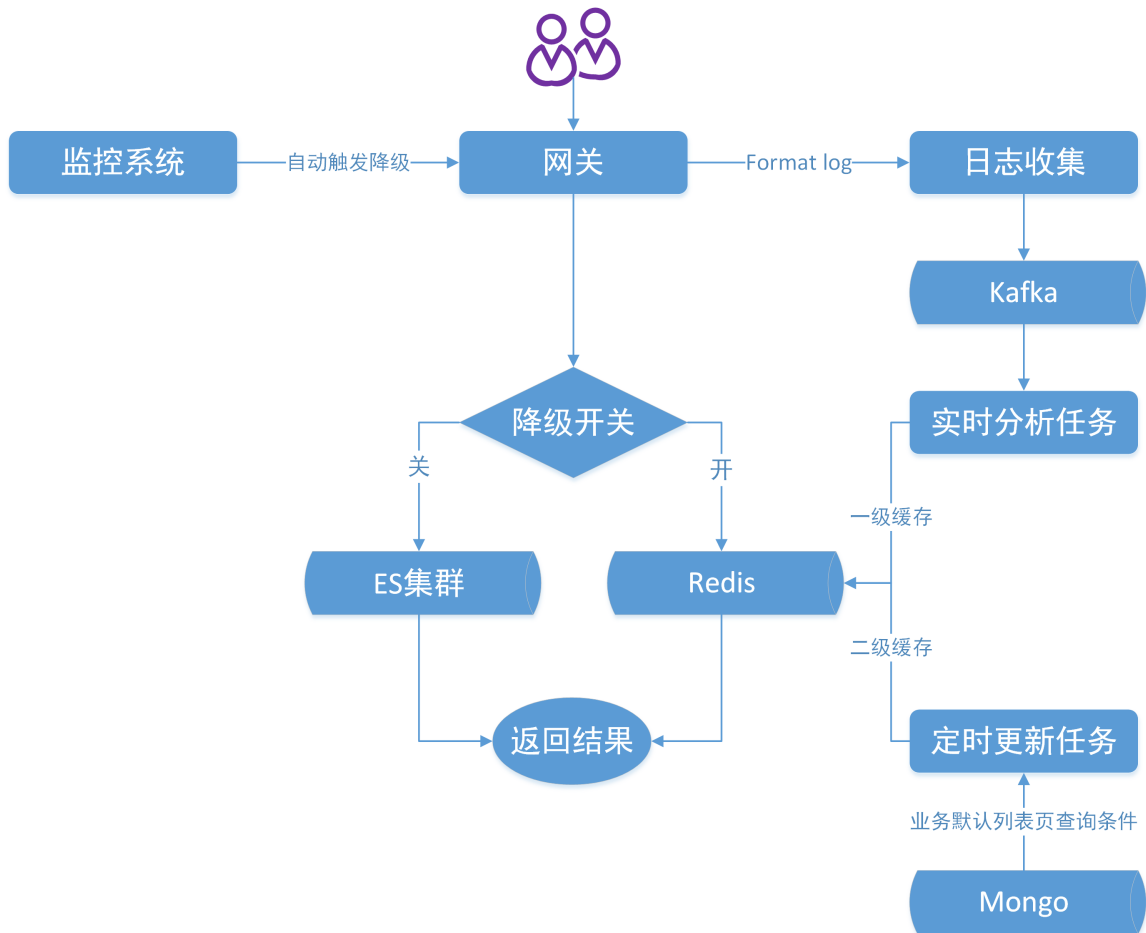 监控系统
自动触发降级
网关
Format log
日志收集
Kafka
降级开关
实时分析任务
关
开
一级缓存
ES集群
Redis
二级缓存
返回结果
定时更新任务
业务默认列表页查询条件
Mongo